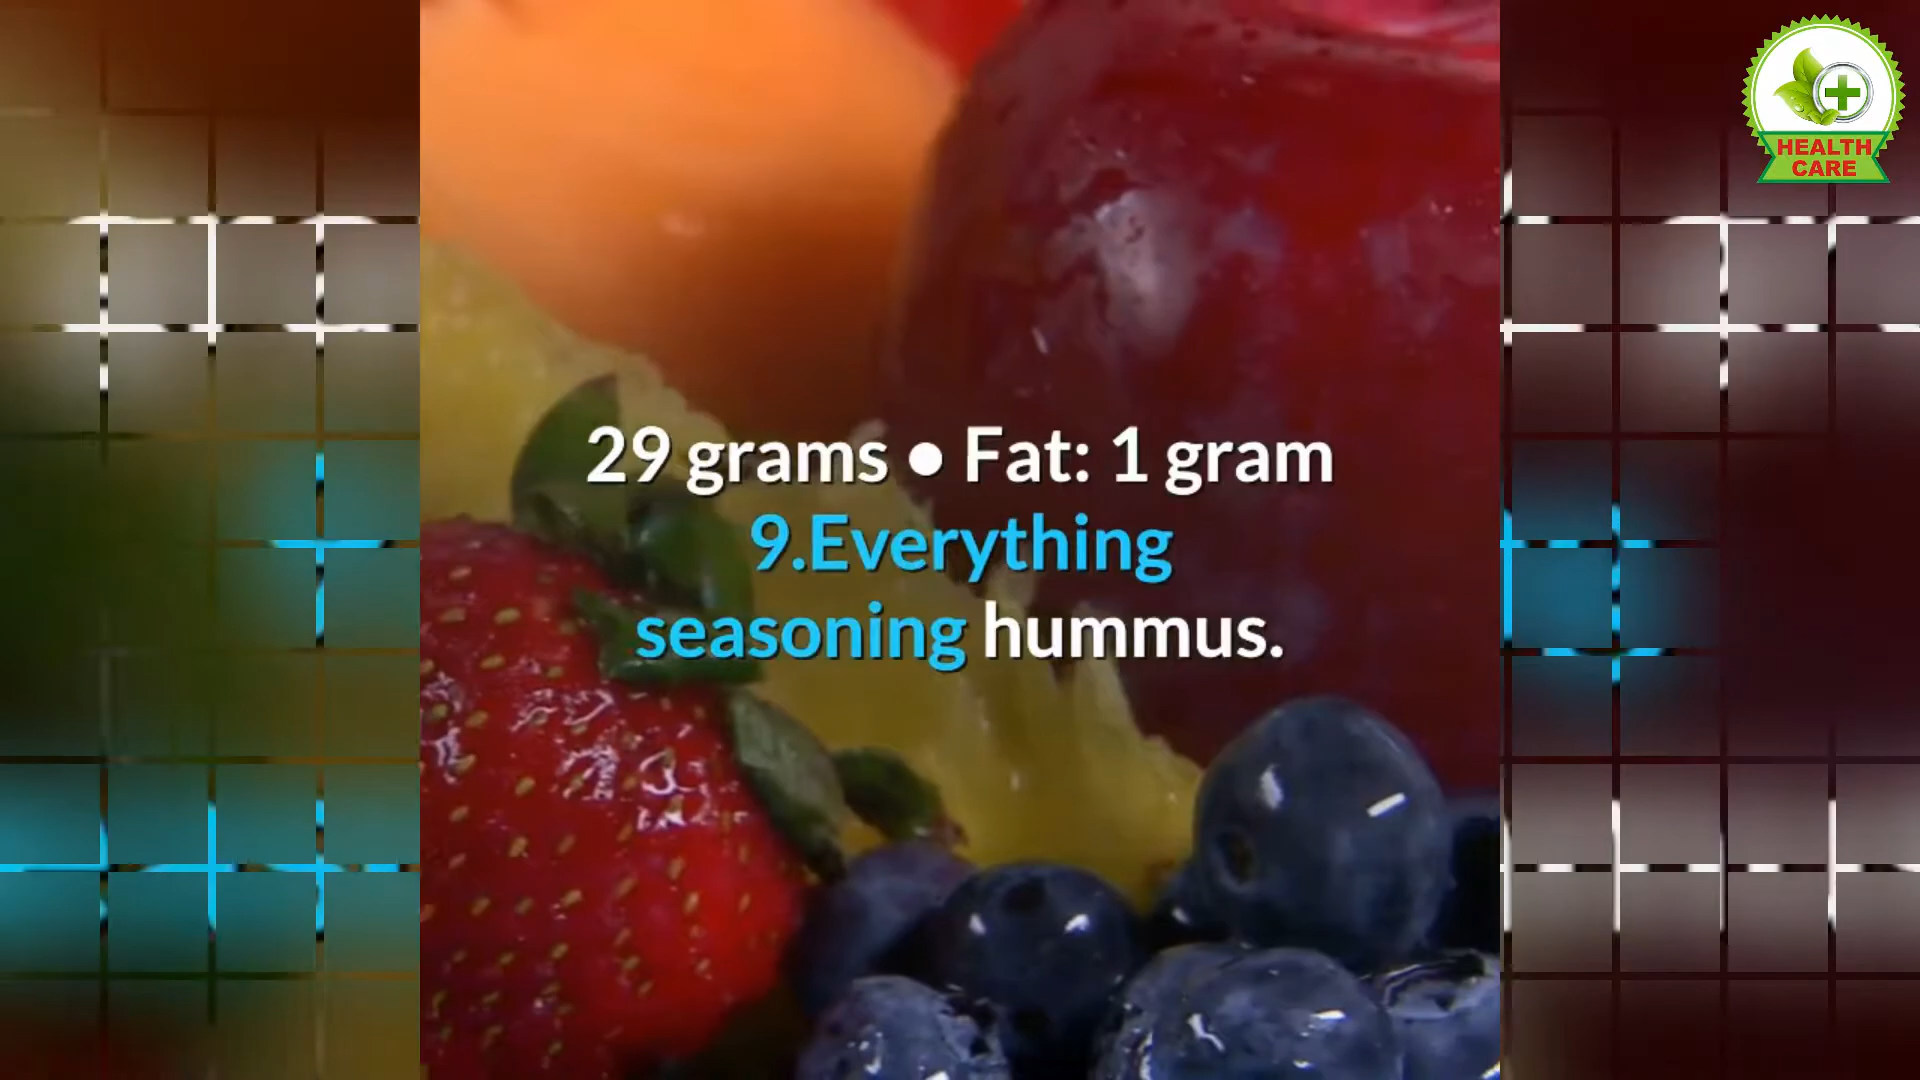 29 grams ● Fat: 1 gram
9.Everything
seasoning hummus.
HEALTH
CARE